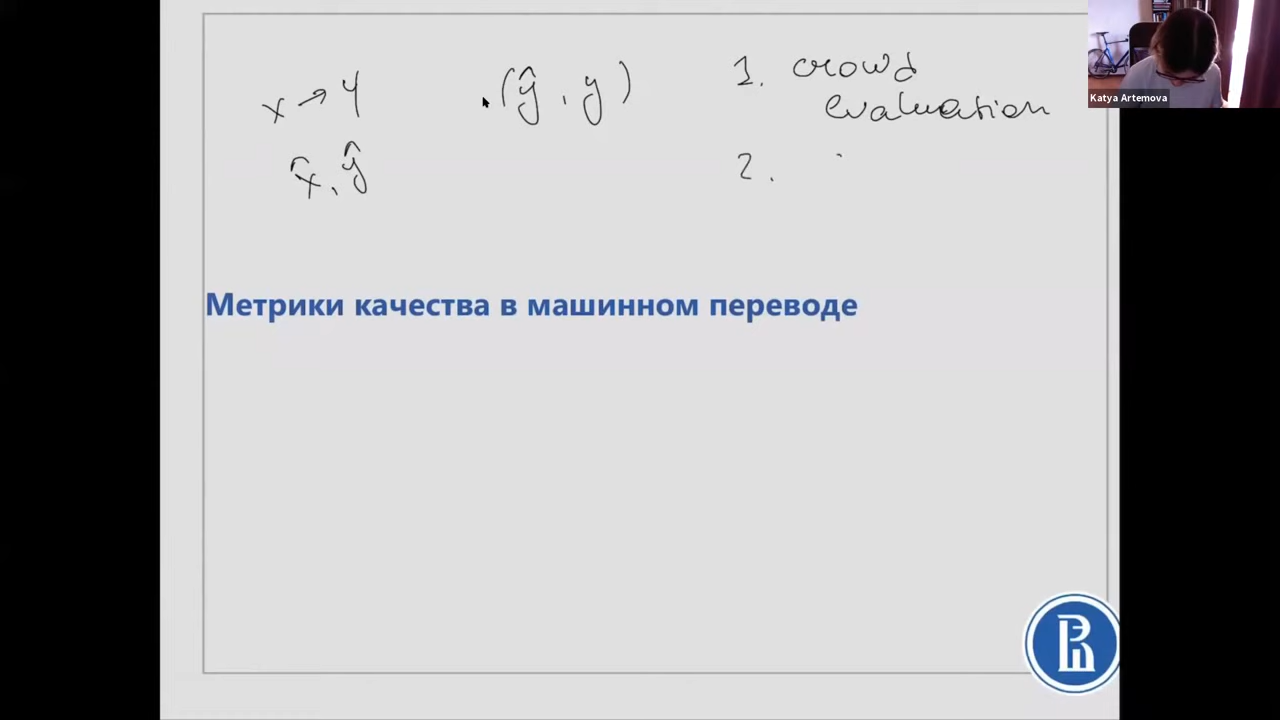 x → y
(ŷ, y)
1. crowd
evaluation
x̂, ŷ
2.
Метрики качества в машинном переводе
Katya Artemova